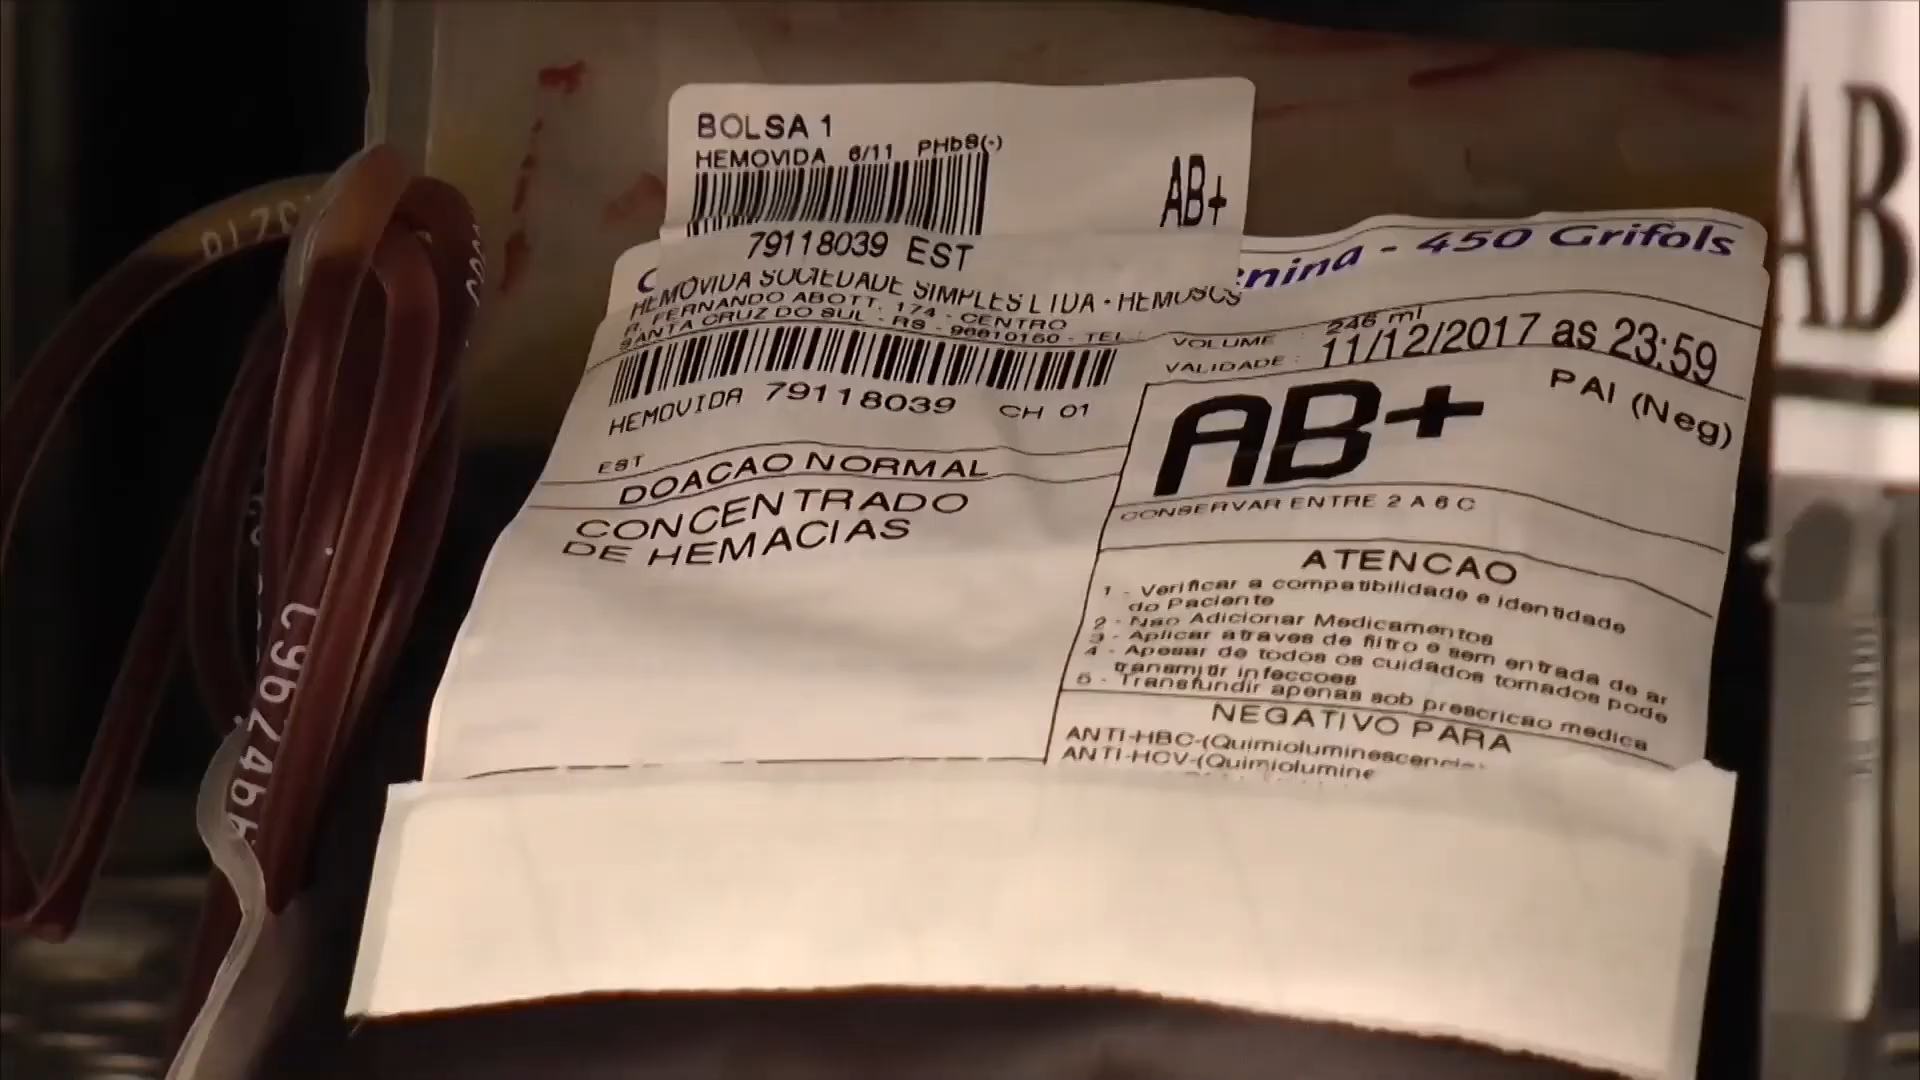 BOLSA 1
HEMOVIDA 6/11 PHbS(-)
AB+
79118039 EST
nina - 450 Grifols
HEMOVIDA SOCIEDADE SIMPLES LTDA - HEMOSCS
R. FERNANDO ABOTT, 174 - CENTRO
SANTA CRUZ DO SUL - RS - 96810150 - TEL
HEMOVIDA 79118039 CH 01
EST
DOACAO NORMAL
CONCENTRADO
DE HEMACIAS
VOLUME : 246 ml
VALIDADE : 11/12/2017 as 23:59
AB+
PAI (Neg)
CONSERVAR ENTRE 2 A 6 C
ATENCAO
1 - Verificar a compatibilidade e identidade
do Paciente
2 - Nao Adicionar Medicamentos
3 - Aplicar atraves de filtro e sem entrada de ar
4 - Apesar de todos os cuidados tomados pode
transmitir infeccoes
5 - Transfundir apenas sob prescricao medica
NEGATIVO PARA
ANTI-HBC-(Quimioluminescencia)
ANTI-HCV-(Quimiolumine
AB